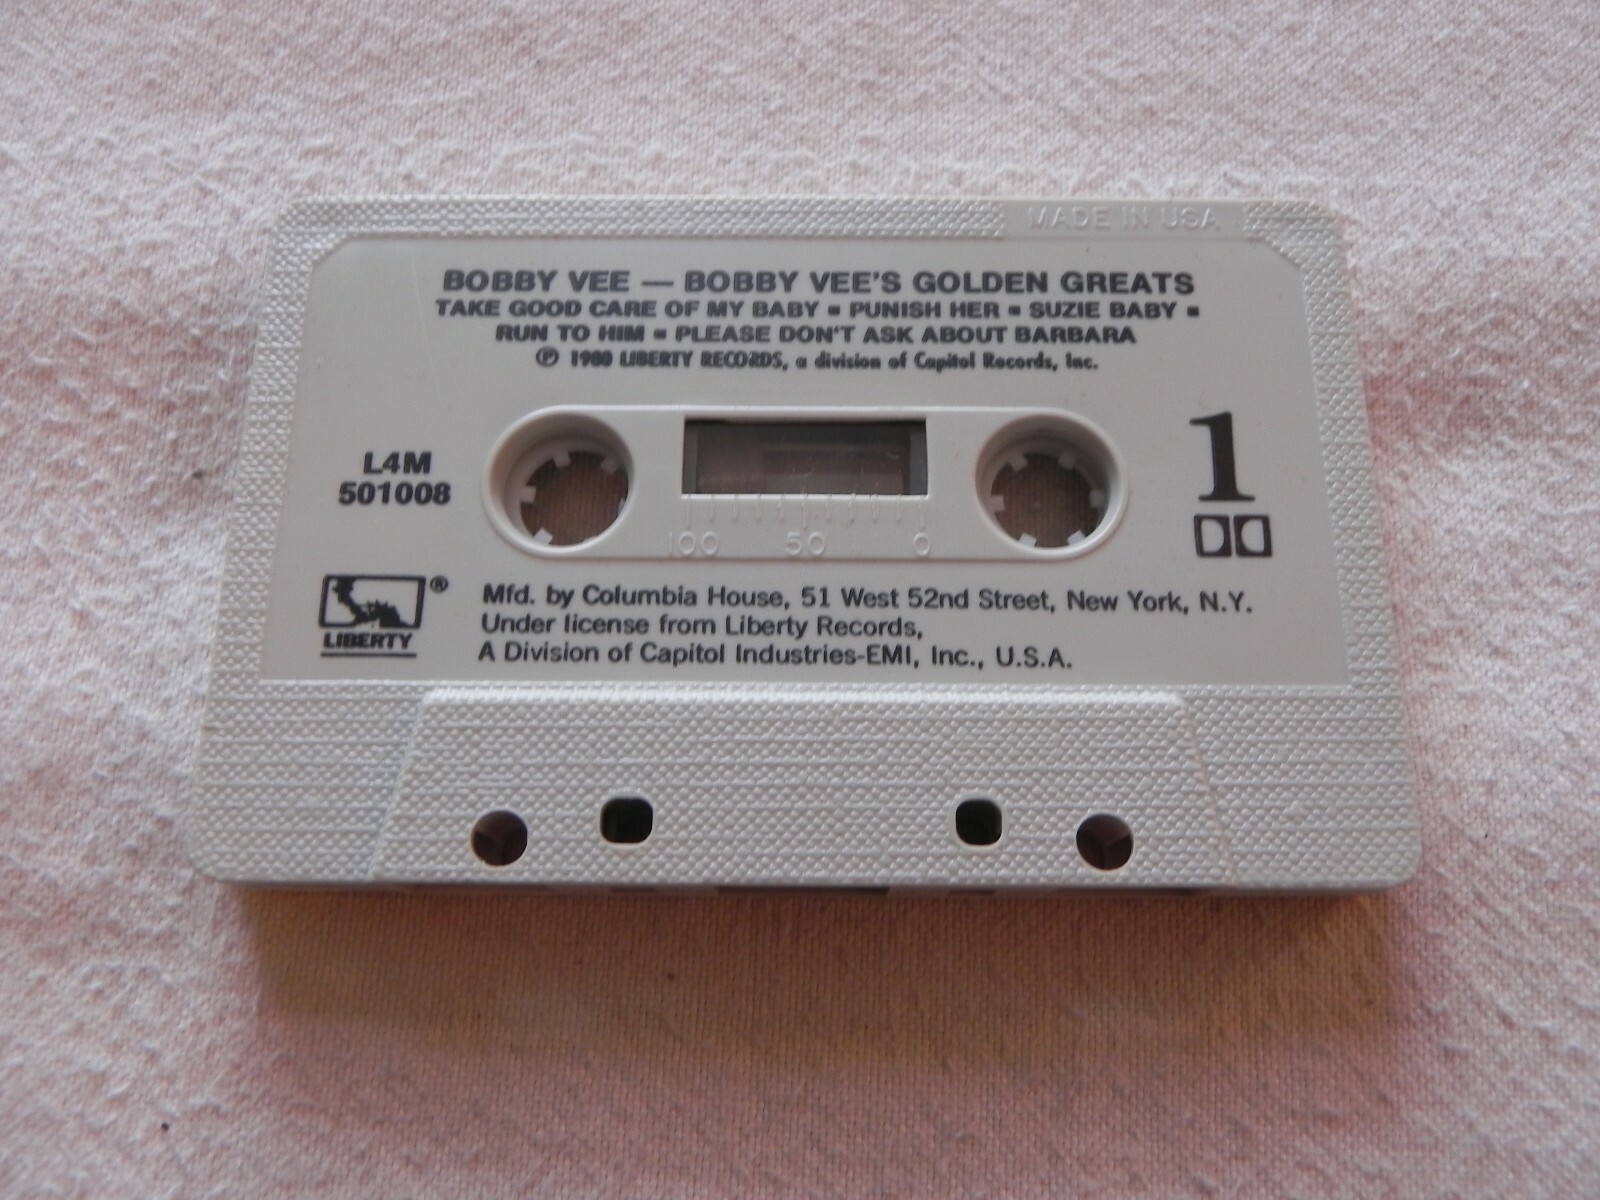 MADE IN USA
BOBBY VEE — BOBBY VEE'S GOLDEN GREATS
TAKE GOOD CARE OF MY BABY ▪ PUNISH HER ▪ SUZIE BABY ▪
RUN TO HIM ▪ PLEASE DON'T ASK ABOUT BARBARA
℗ 1980 LIBERTY RECORDS, a division of Capitol Records, Inc.
L4M
501008
1
100 50 0
LIBERTY ®
Mfd. by Columbia House, 51 West 52nd Street, New York, N.Y.
Under license from Liberty Records,
A Division of Capitol Industries-EMI, Inc., U.S.A.